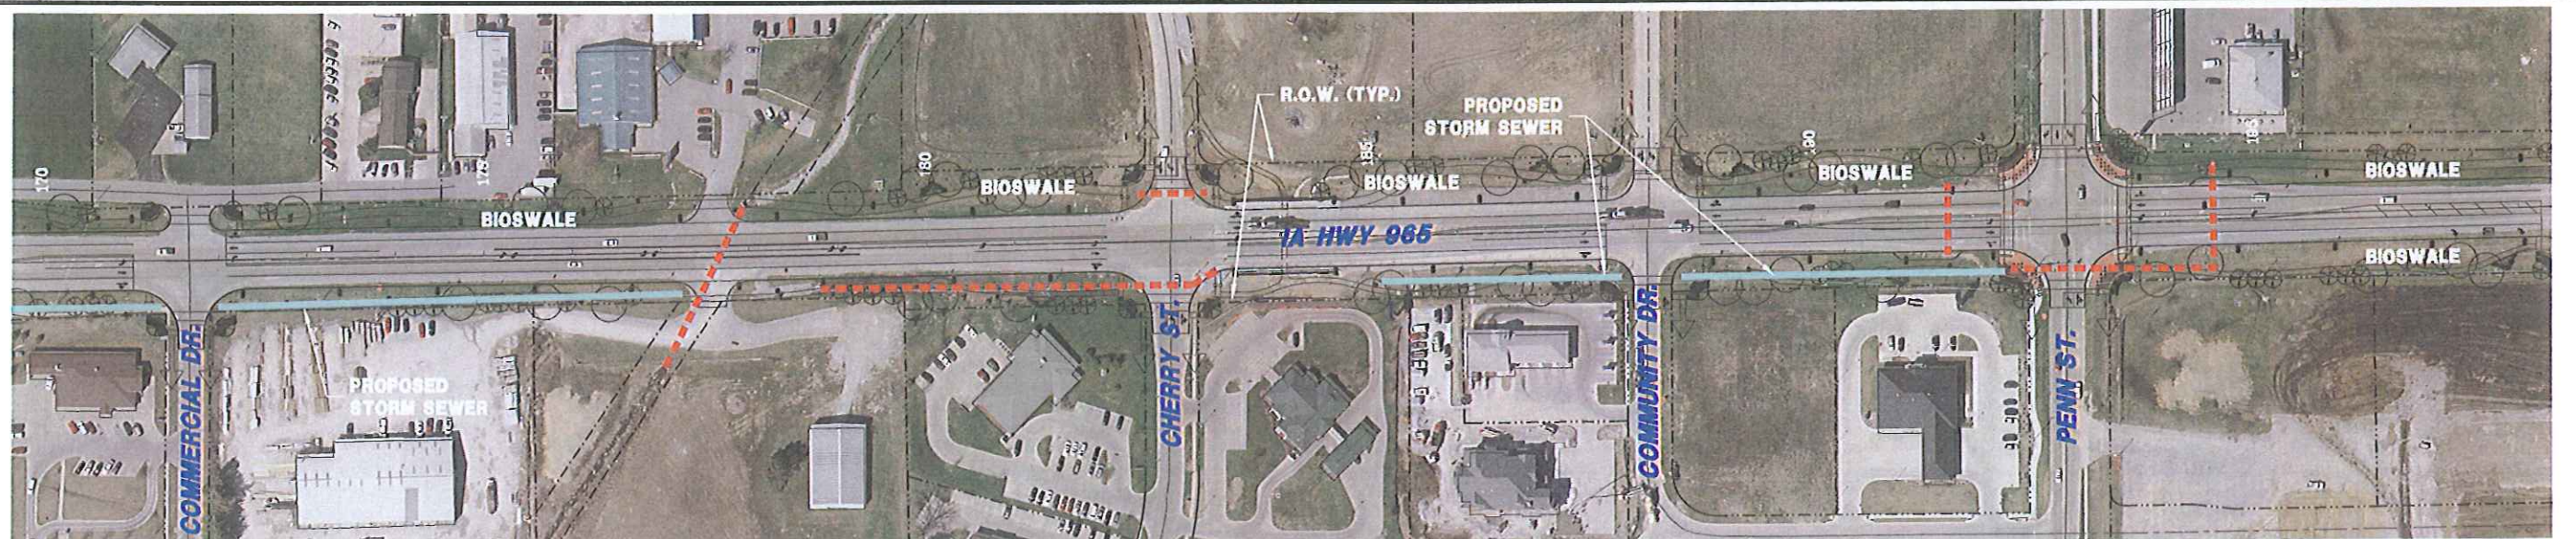 R.O.W. (TYP.)
PROPOSED
STORM SEWER
170
175
180
185
190
195
BIOSWALE
BIOSWALE
BIOSWALE
BIOSWALE
BIOSWALE
BIOSWALE
IA HWY 965
PROPOSED
STORM SEWER
COMMERCIAL DR.
CHERRY ST.
COMMUNITY DR.
PENN ST.